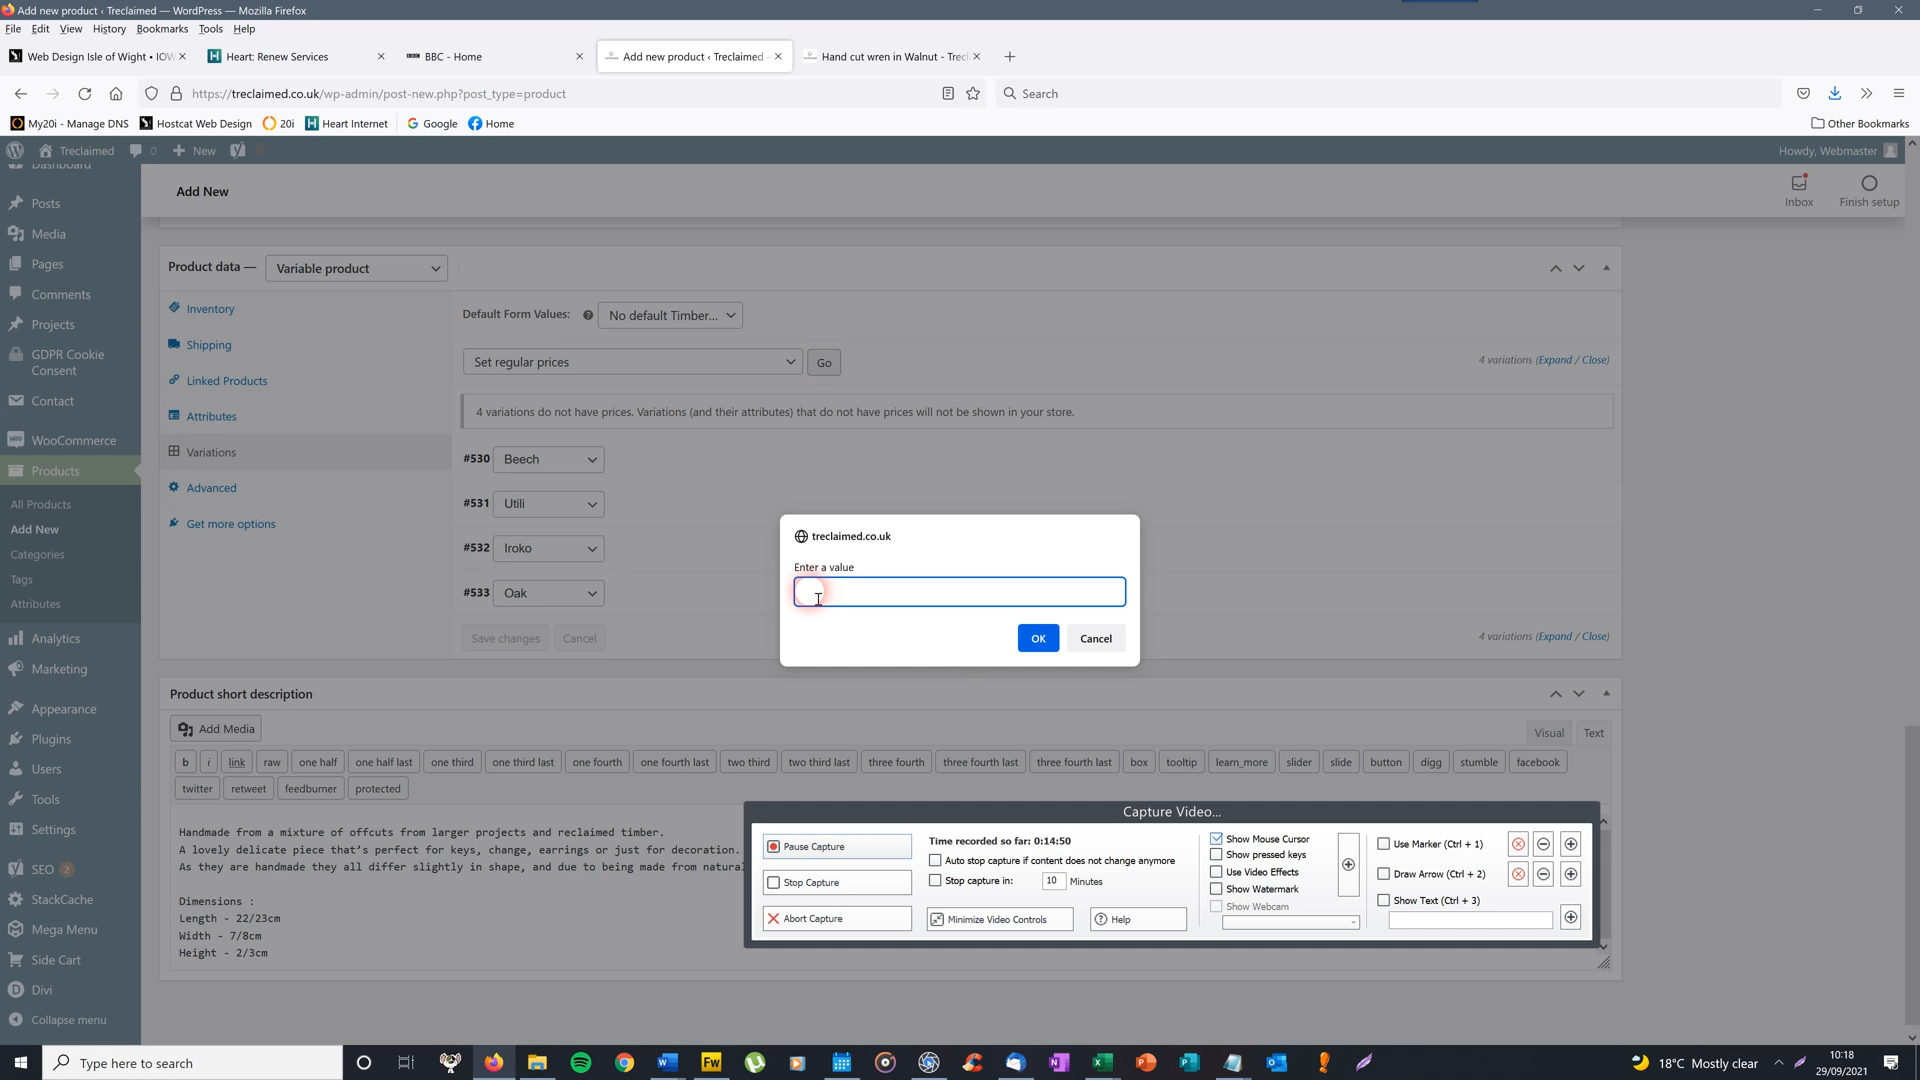 Add new product ‹ Treclaimed — WordPress — Mozilla Firefox
File Edit View History Bookmarks Tools Help
Web Design Isle of Wight • IOW
Heart: Renew Services
BBC - Home
Add new product ‹ Treclaimed
Hand cut wren in Walnut - Trecl
https://treclaimed.co.uk/wp-admin/post-new.php?post_type=product
Search
My20i - Manage DNS
Hostcat Web Design
20i
Heart Internet
Google
Home
Other Bookmarks
Treclaimed
0
New
Howdy, Webmaster
Dashboard
Posts
Media
Pages
Comments
Projects
GDPR Cookie
Consent
Contact
WooCommerce
Products
All Products
Add New
Categories
Tags
Attributes
Analytics
Marketing
Appearance
Plugins
Users
Tools
Settings
SEO 2
StackCache
Mega Menu
Side Cart
Divi
Collapse menu
Add New
Inbox
Finish setup
Product data —
Variable product
Inventory
Shipping
Linked Products
Attributes
Variations
Advanced
Get more options
Default Form Values:
No default Timber...
Set regular prices
Go
4 variations (Expand / Close)
4 variations do not have prices. Variations (and their attributes) that do not have prices will not be shown in your store.
#530 Beech
#531 Utili
#532 Iroko
#533 Oak
Save changes
Cancel
4 variations (Expand / Close)
treclaimed.co.uk
Enter a value
OK
Cancel
Product short description
Add Media
Visual
Text
b i link raw one half one half last one third one third last one fourth one fourth last two third two third last three fourth three fourth last three fourth last box tooltip learn_more slider slide button digg stumble facebook
twitter retweet feedburner protected
Handmade from a mixture of offcuts from larger projects and reclaimed timber.
A lovely delicate piece that's perfect for keys, change, earrings or just for decoration.
As they are handmade they all differ slightly in shape, and due to being made from natural
Dimensions :
Length - 22/23cm
Width - 7/8cm
Height - 2/3cm
Capture Video...
Pause Capture
Stop Capture
Abort Capture
Time recorded so far: 0:14:50
Auto stop capture if content does not change anymore
Stop capture in: 10 Minutes
Minimize Video Controls
Help
Show Mouse Cursor
Show pressed keys
Use Video Effects
Show Watermark
Show Webcam
Use Marker (Ctrl + 1)
Draw Arrow (Ctrl + 2)
Show Text (Ctrl + 3)
Type here to search
18°C Mostly clear
10:18
29/09/2021